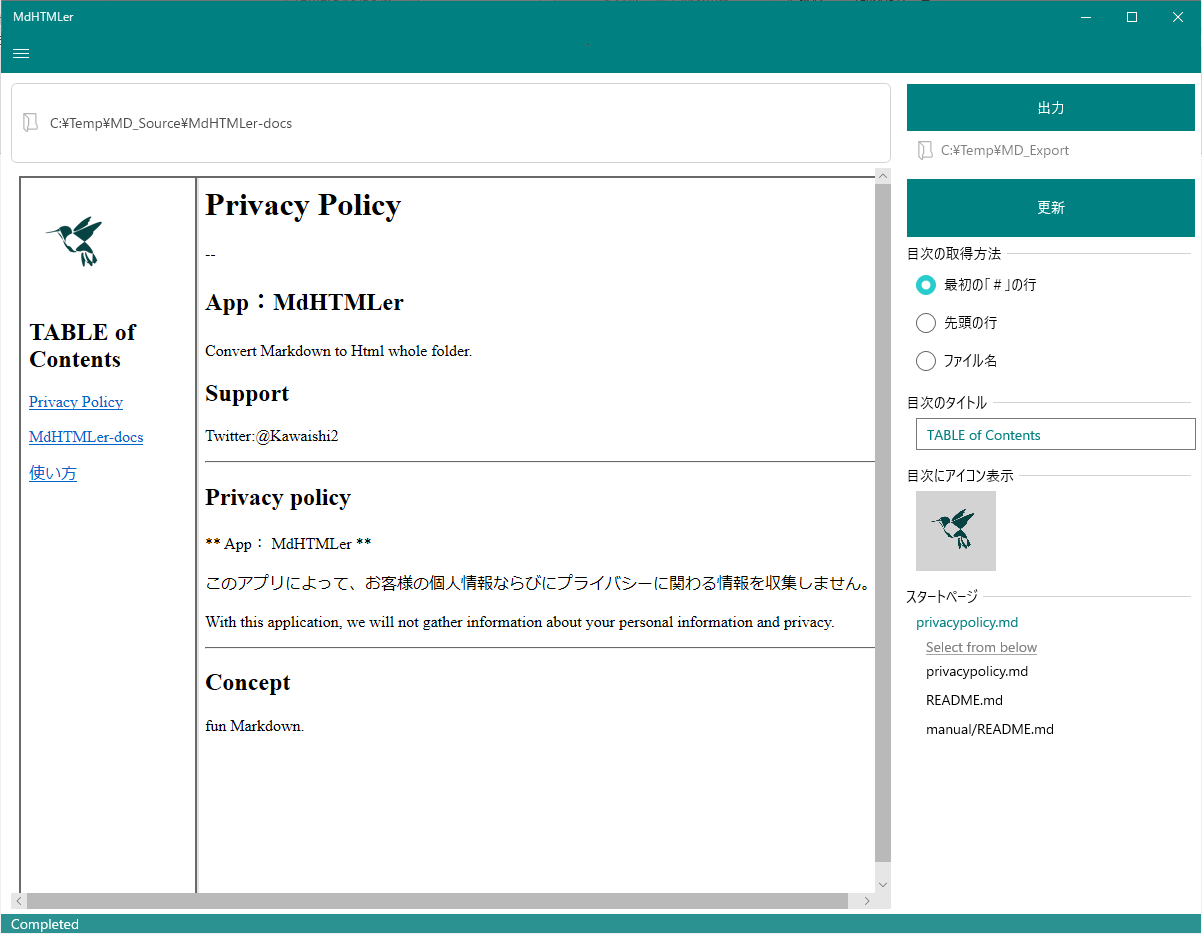 MdHTMLer
C:¥Temp¥MD_Source¥MdHTMLer-docs
TABLE of
Contents
Privacy Policy
MdHTMLer-docs
使い方
Privacy Policy
--
App：MdHTMLer
Convert Markdown to Html whole folder.
Support
Twitter:@Kawaishi2
Privacy policy
** App： MdHTMLer **
このアプリによって、お客様の個人情報ならびにプライバシーに関わる情報を収集しません。
With this application, we will not gather information about your personal information and privacy.
Concept
fun Markdown.
出力
C:¥Temp¥MD_Export
更新
目次の取得方法
最初の「＃」の行
先頭の行
ファイル名
目次のタイトル
TABLE of Contents
目次にアイコン表示
スタートページ
privacypolicy.md
Select from below
privacypolicy.md
README.md
manual/README.md
Completed